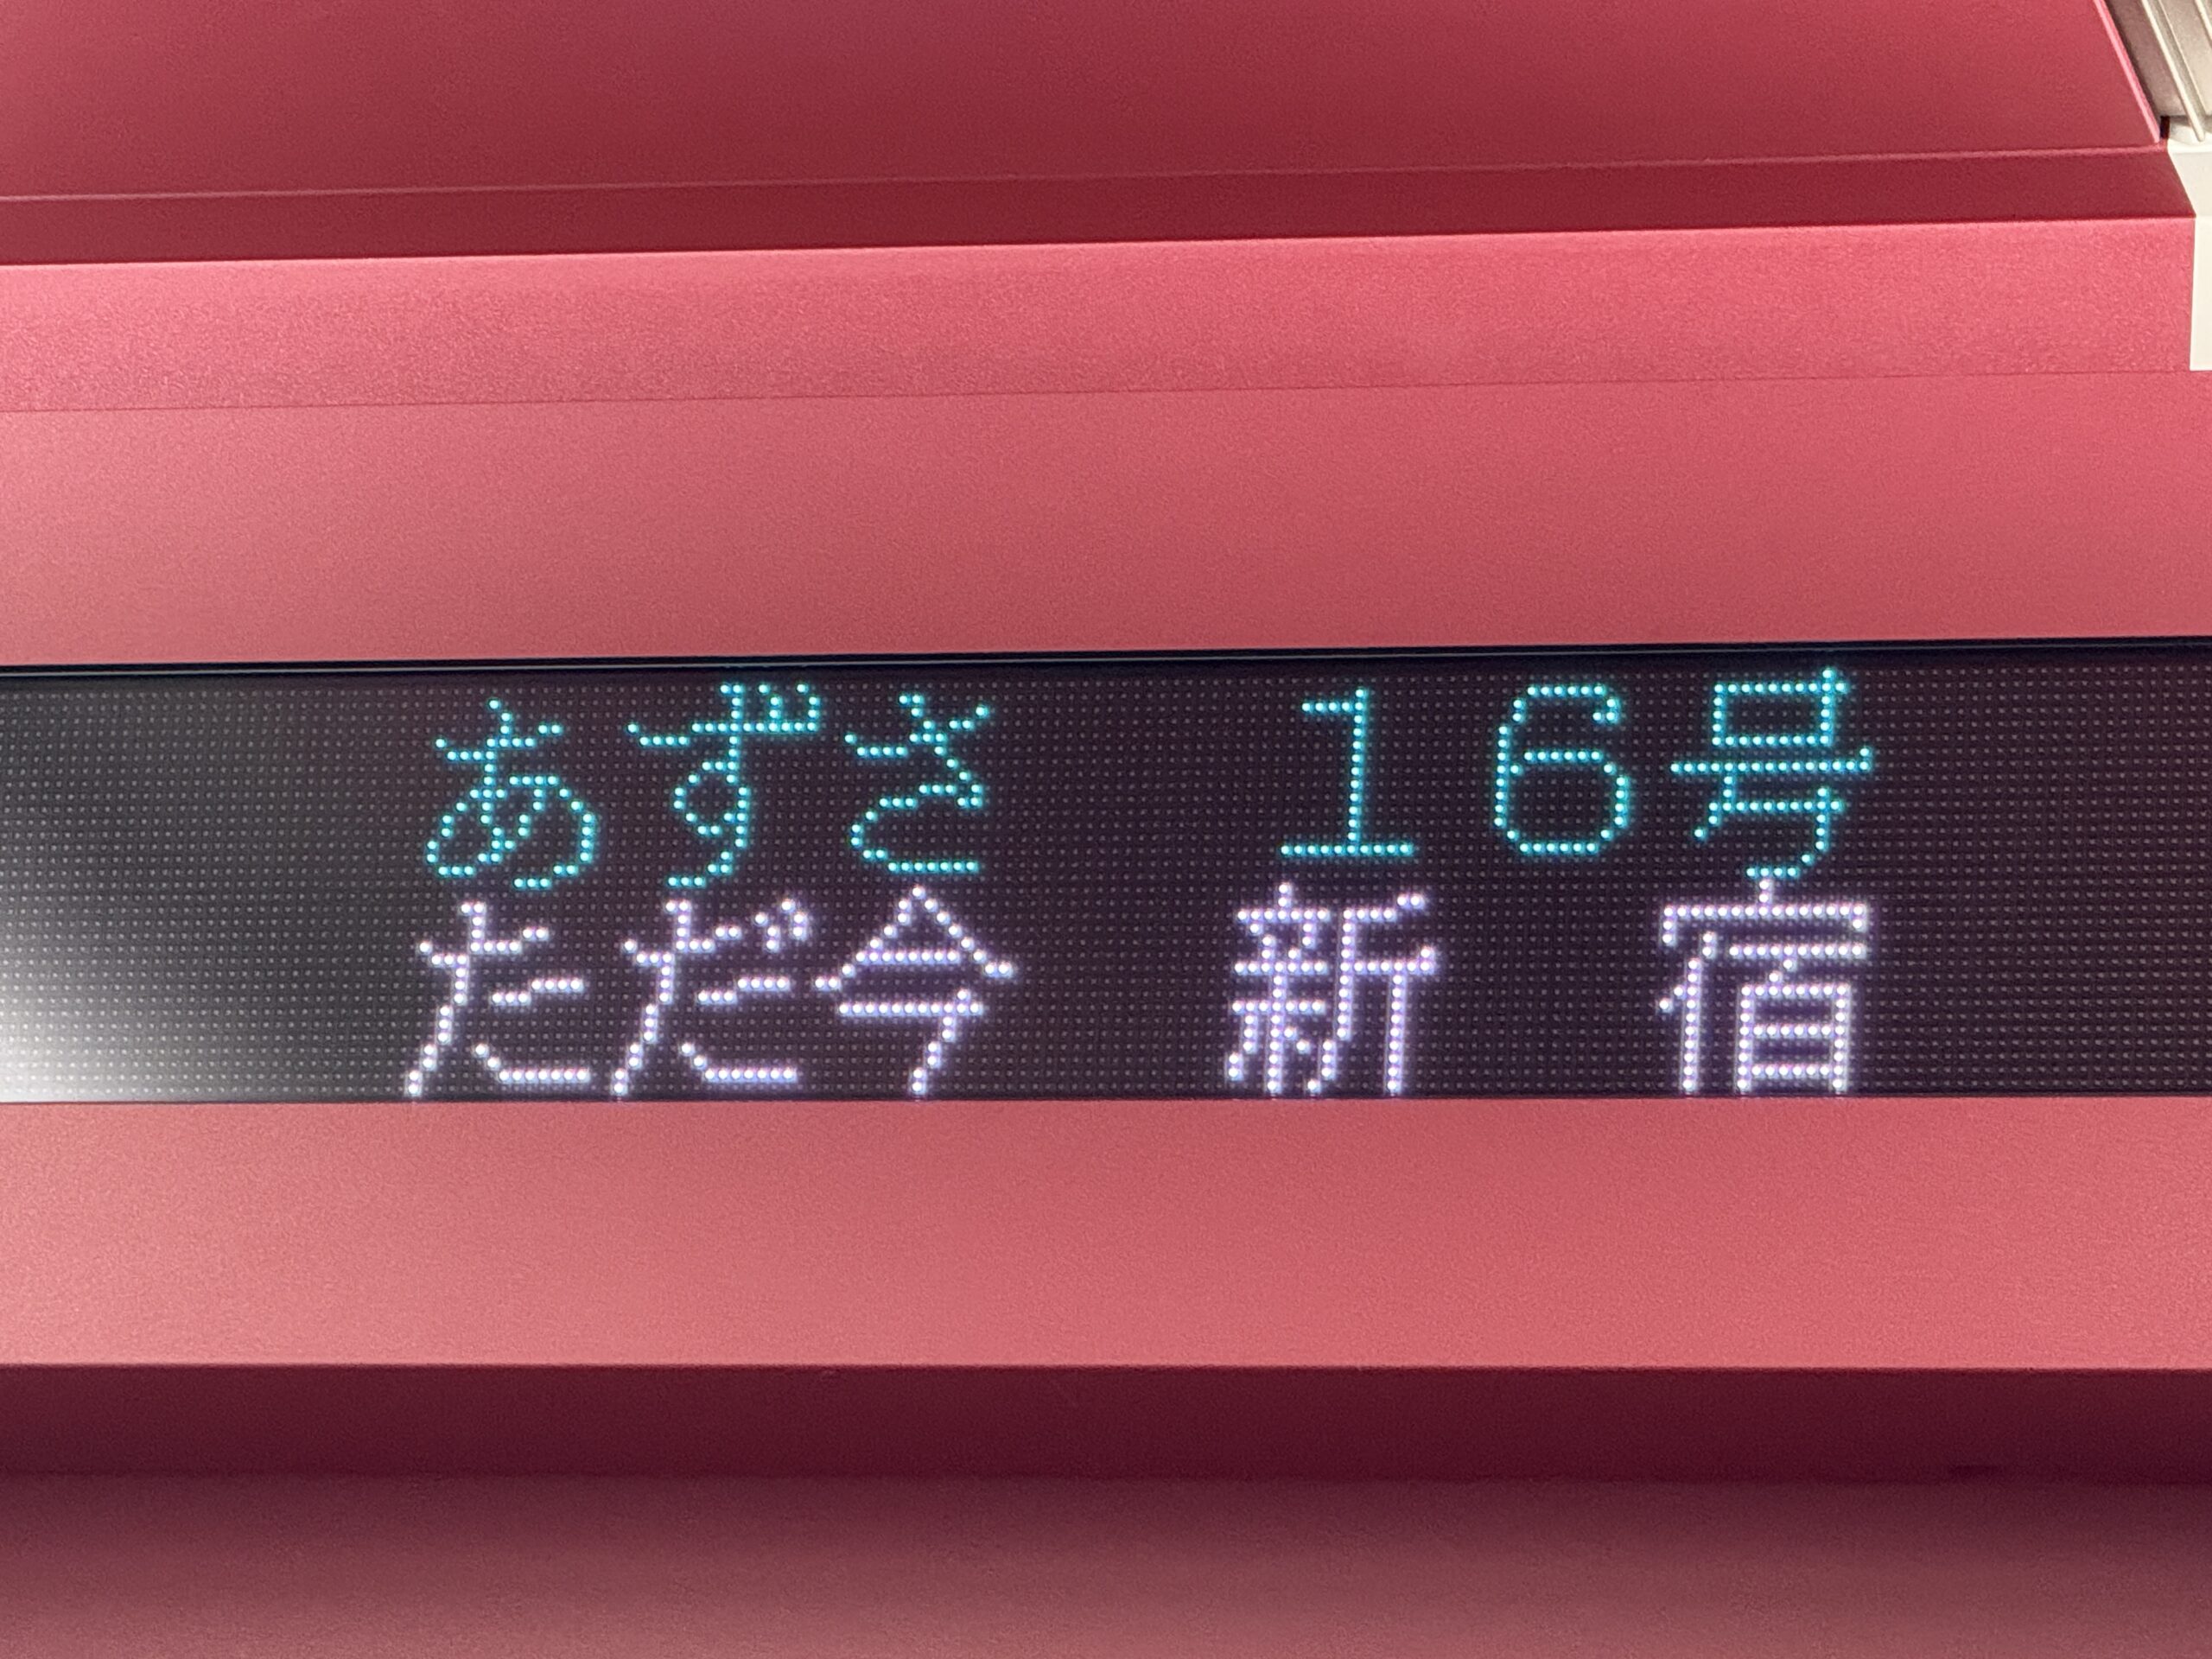 あずさ　１６号
ただ今　新　宿